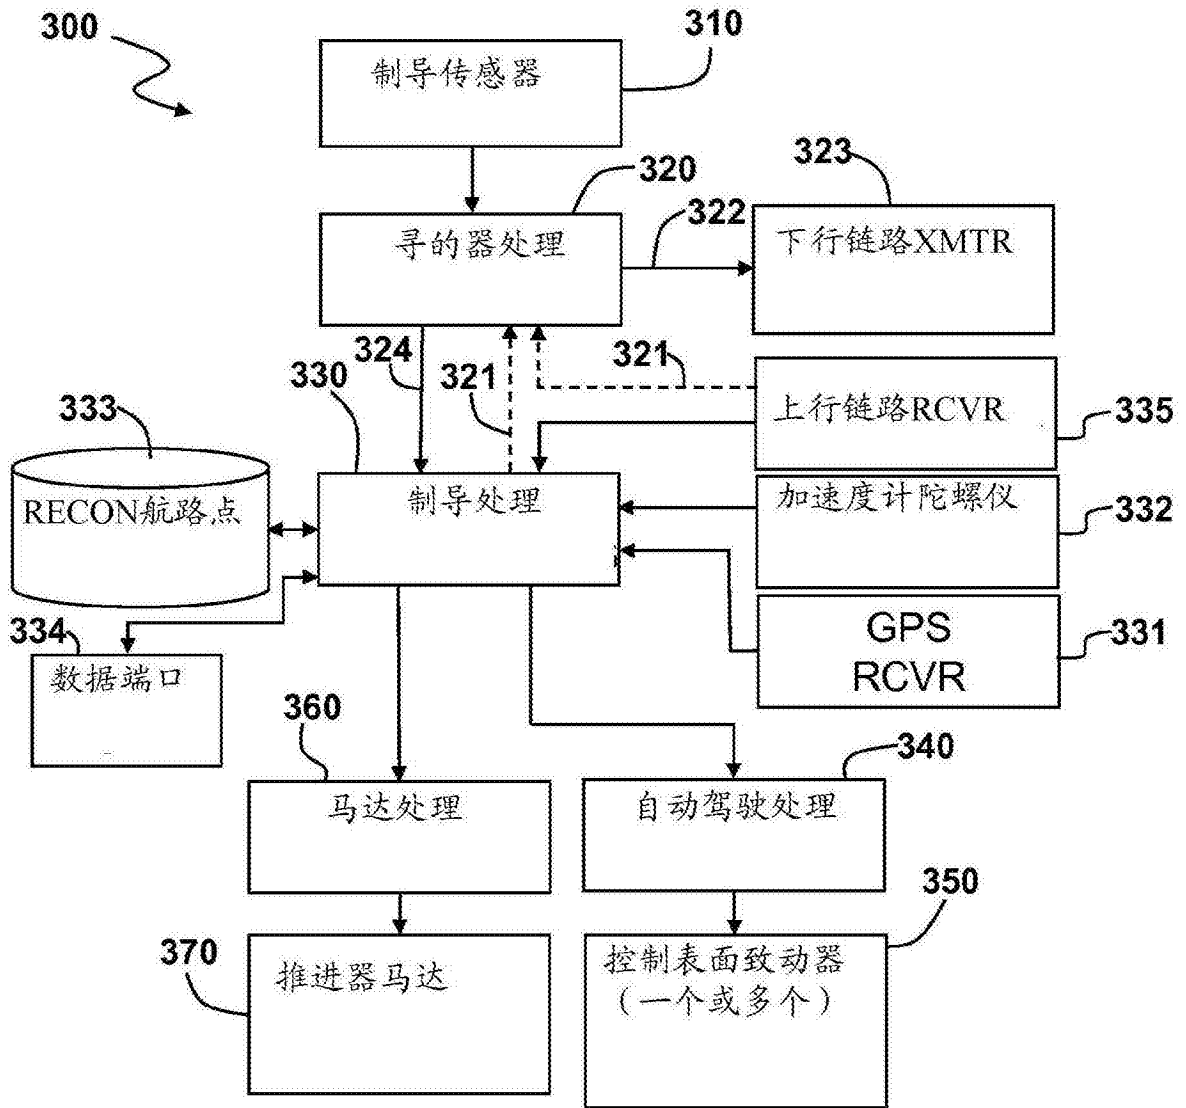 300
310
制导传感器
320
323
322
寻的器处理
下行链路XMTR
324
321
321
330
333
上行链路RCVR
335
RECON航路点
制导处理
加速度计陀螺仪
332
334
GPS
RCVR
331
数据端口
360
340
马达处理
自动驾驶处理
350
370
推进器马达
控制表面致动器
（一个或多个）